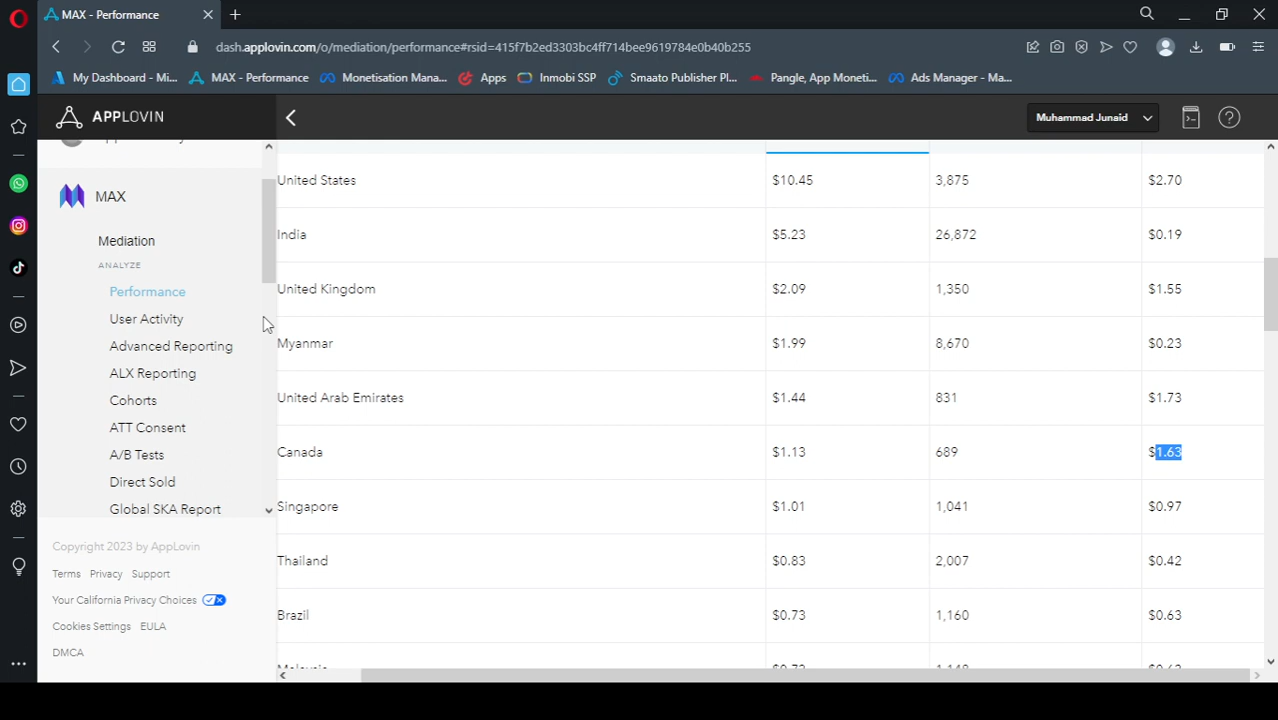 MAX - Performance
dash.applovin.com/o/mediation/performance#rsid=415f7b2ed3303bc4ff714bee9619784e0b40b255
My Dashboard - Mi... MAX - Performance Monetisation Mana... Apps Inmobi SSP Smaato Publisher Pl... Pangle, App Moneti... Ads Manager - Ma...
APPLOVIN
Muhammad Junaid
MAX
Mediation
ANALYZE
Performance
User Activity
Advanced Reporting
ALX Reporting
Cohorts
ATT Consent
A/B Tests
Direct Sold
Global SKA Report
Copyright 2023 by AppLovin
Terms Privacy Support
Your California Privacy Choices
Cookies Settings EULA
DMCA
United States $10.45 3,875 $2.70
India $5.23 26,872 $0.19
United Kingdom $2.09 1,350 $1.55
Myanmar $1.99 8,670 $0.23
United Arab Emirates $1.44 831 $1.73
Canada $1.13 689 $1.63
Singapore $1.01 1,041 $0.97
Thailand $0.83 2,007 $0.42
Brazil $0.73 1,160 $0.63